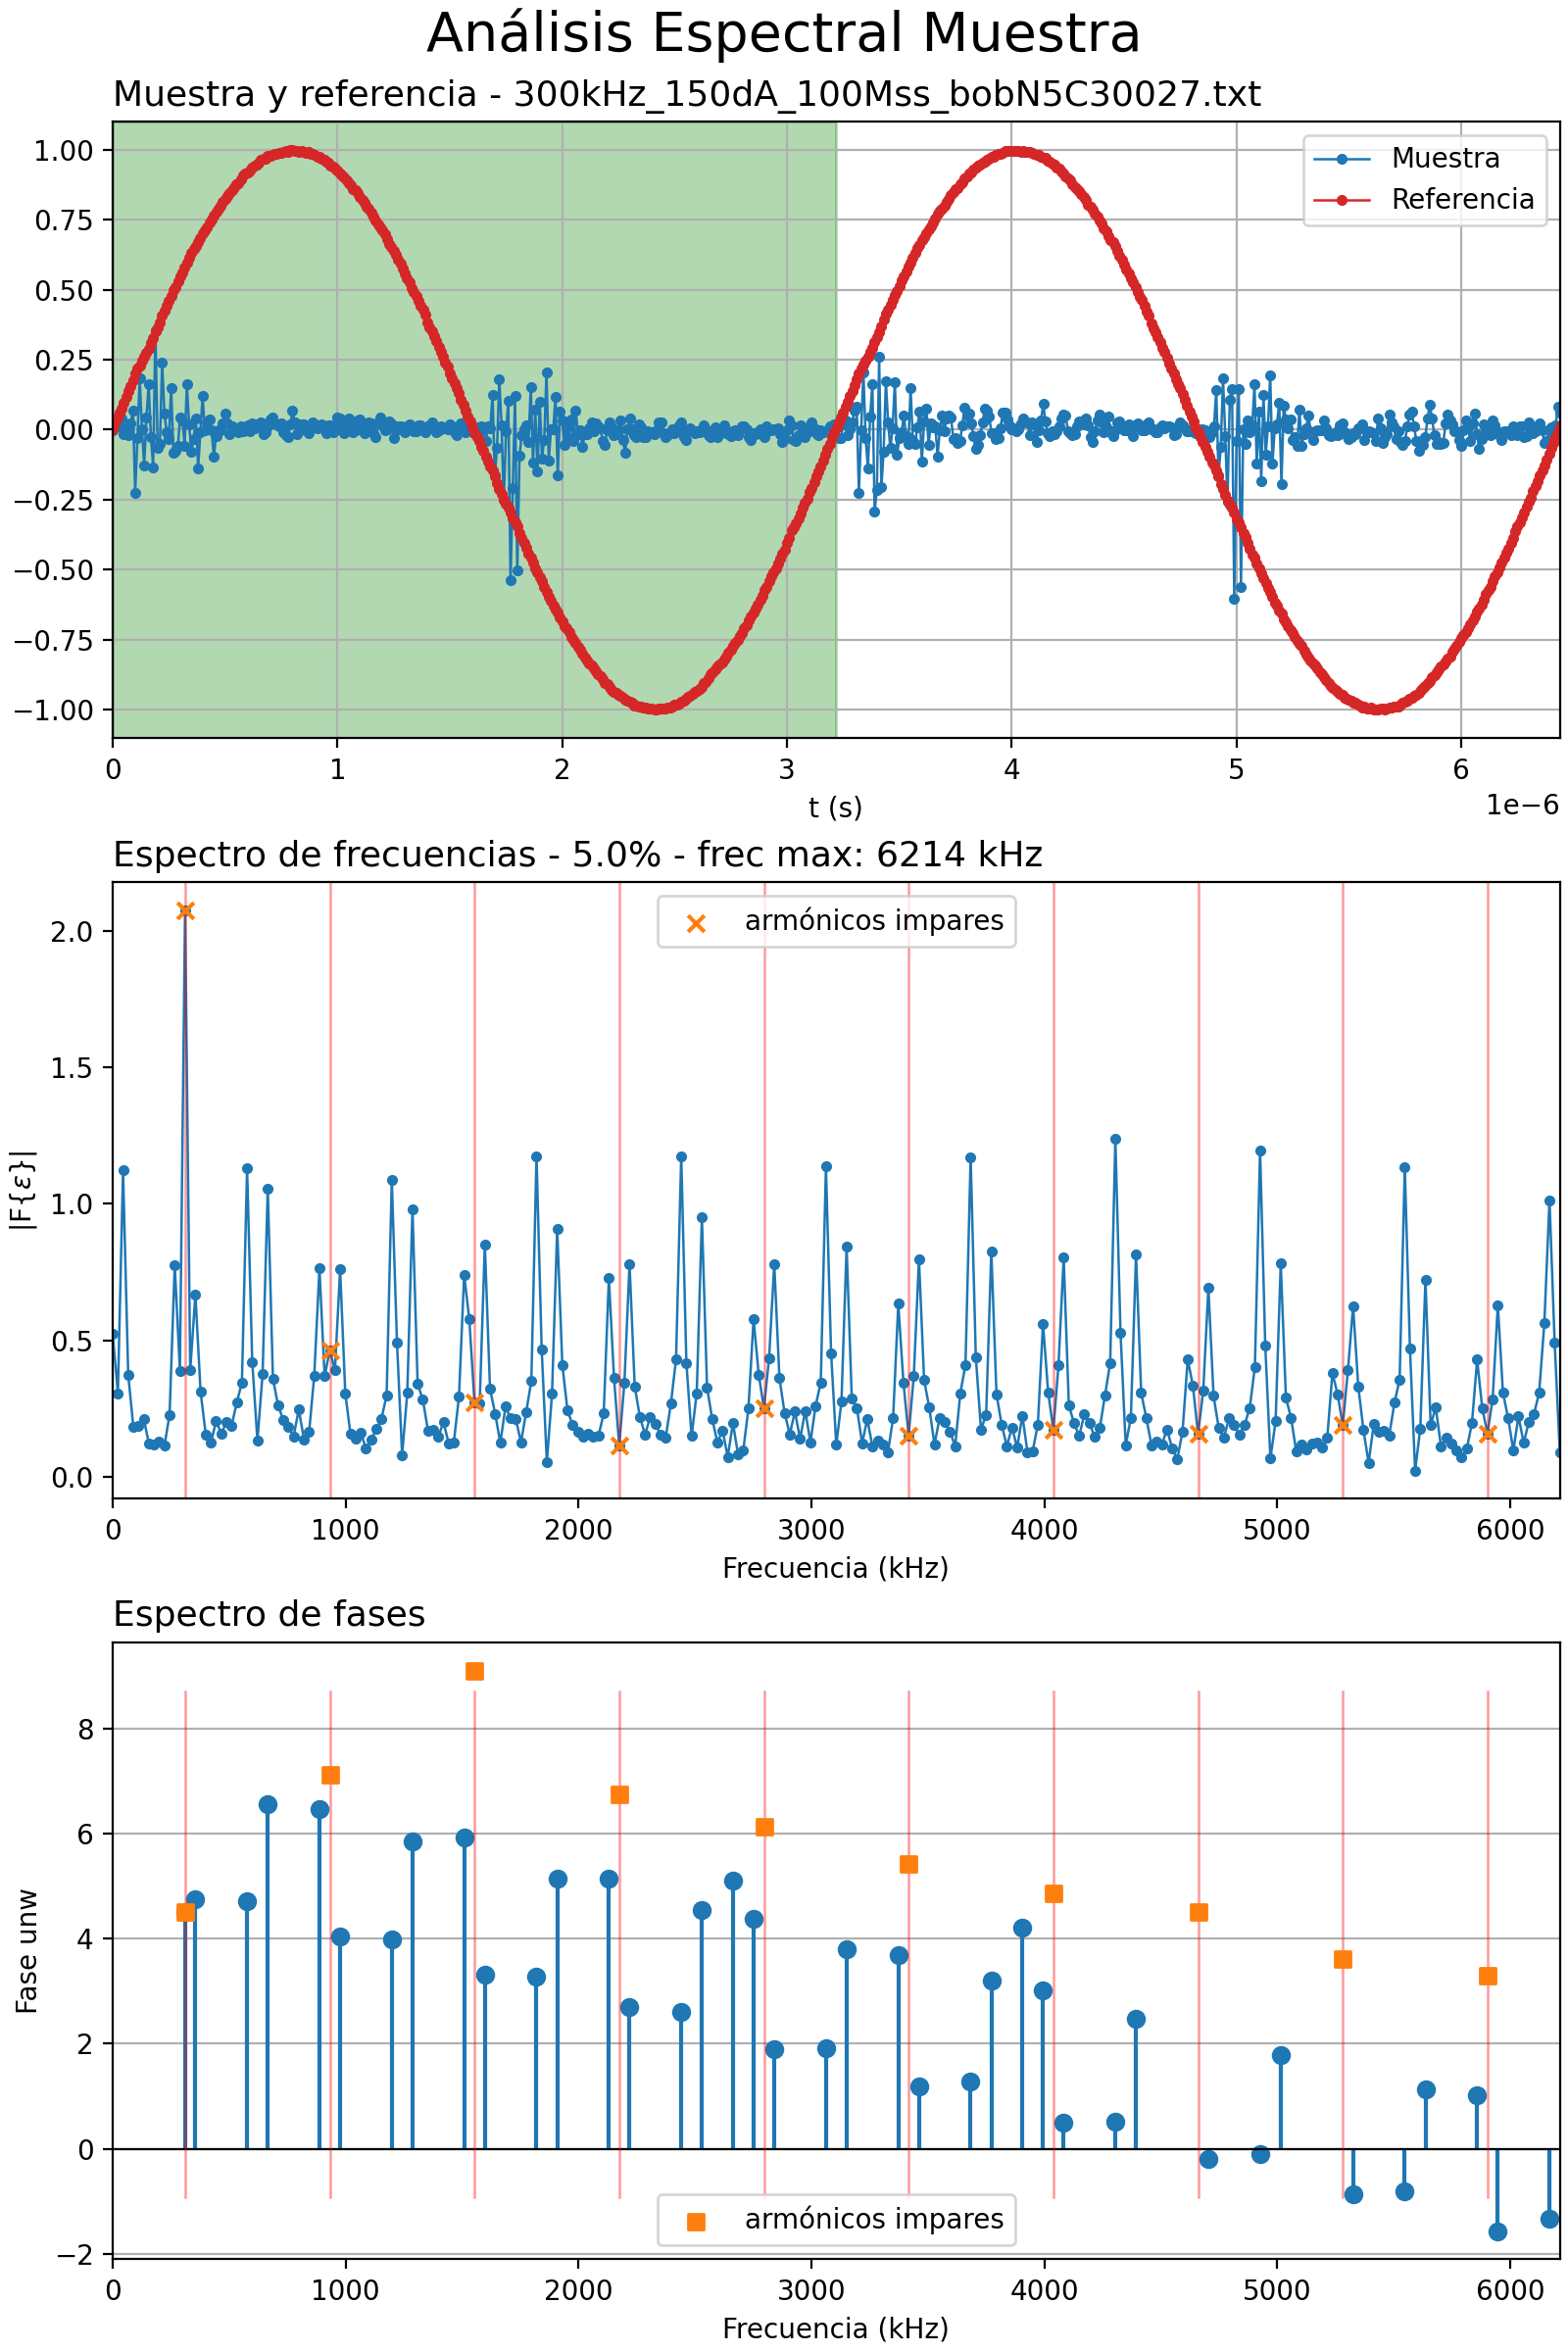 Análisis Espectral Muestra
Muestra y referencia - 300kHz_150dA_100Mss_bobN5C30027.txt
1.00
0.75
0.50
0.25
0.00
−0.25
−0.50
−0.75
−1.00
Muestra
Referencia
0 1 2 3 4 5 6
t (s)
1e−6
Espectro de frecuencias - 5.0% - frec max: 6214 kHz
|F{ε}|
2.0
1.5
1.0
0.5
0.0
armónicos impares
0 1000 2000 3000 4000 5000 6000
Frecuencia (kHz)
Espectro de fases
Fase unw
8
6
4
2
0
−2
armónicos impares
0 1000 2000 3000 4000 5000 6000
Frecuencia (kHz)